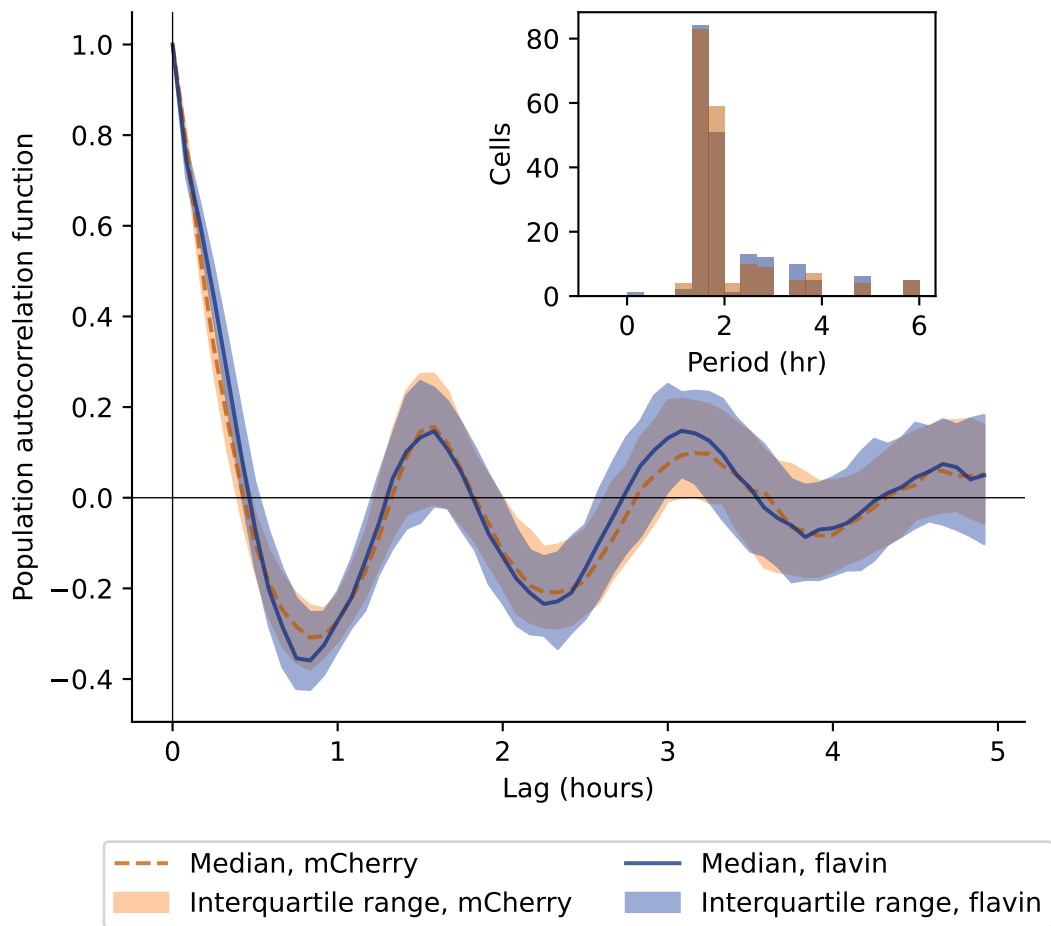 Population autocorrelation function
1.0
0.8
0.6
0.4
0.2
0.0
−0.2
−0.4
0
1
2
3
4
5
Lag (hours)
Cells
80
60
40
20
0
0
2
4
6
Period (hr)
Median, mCherry
Interquartile range, mCherry
Median, flavin
Interquartile range, flavin